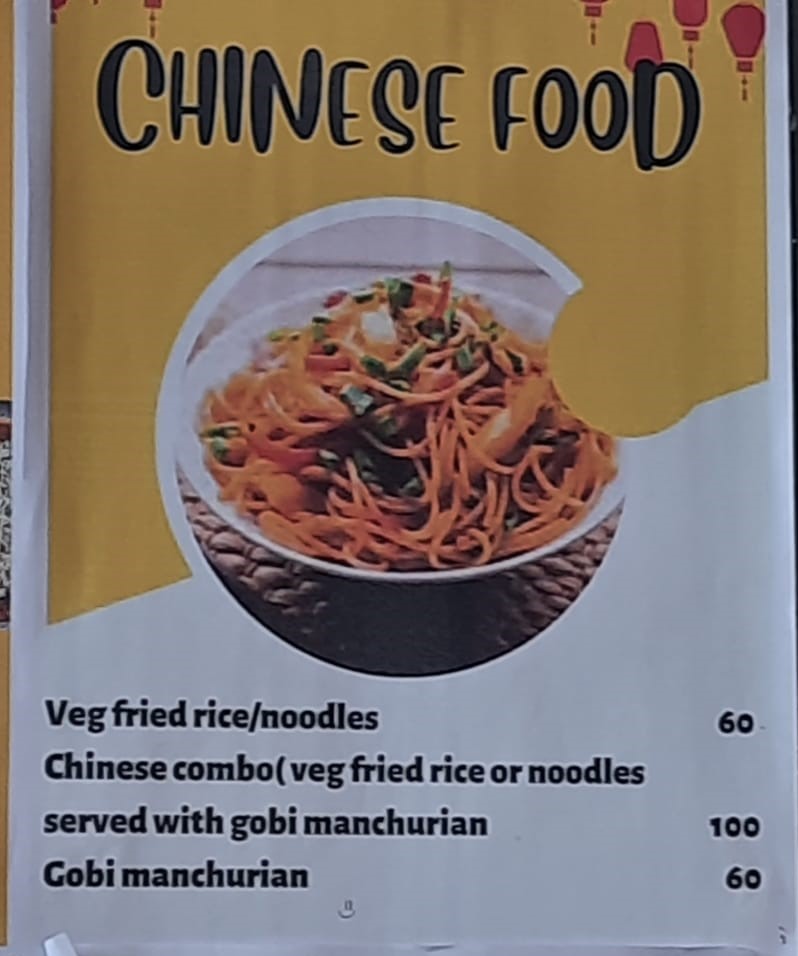 CHINESE FOOD
Veg fried rice/noodles 60
Chinese combo( veg fried rice or noodles
served with gobi manchurian 100
Gobi manchurian 60